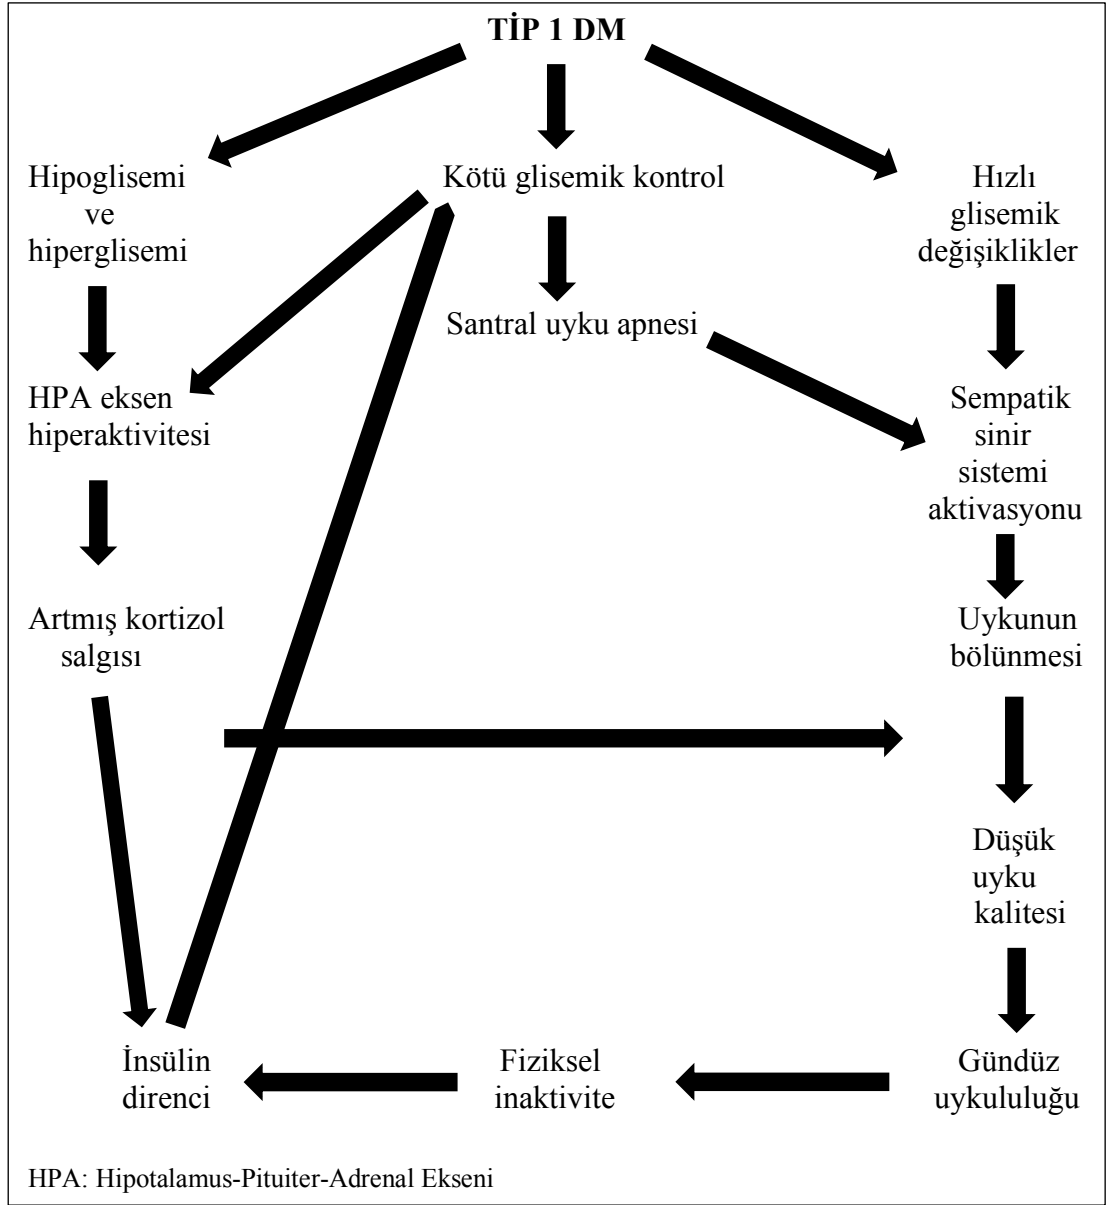 TİP 1 DM
Hipoglisemi
ve
hiperglisemi
Kötü glisemik kontrol
Hızlı
glisemik
değişiklikler
Santral uyku apnesi
HPA eksen
hiperaktivitesi
Sempatik
sinir
sistemi
aktivasyonu
Artmış kortizol
salgısı
Uykunun
bölünmesi
Düşük
uyku
kalitesi
İnsülin
direnci
Fiziksel
inaktivite
Gündüz
uykululuğu
HPA: Hipotalamus-Pituiter-Adrenal Ekseni